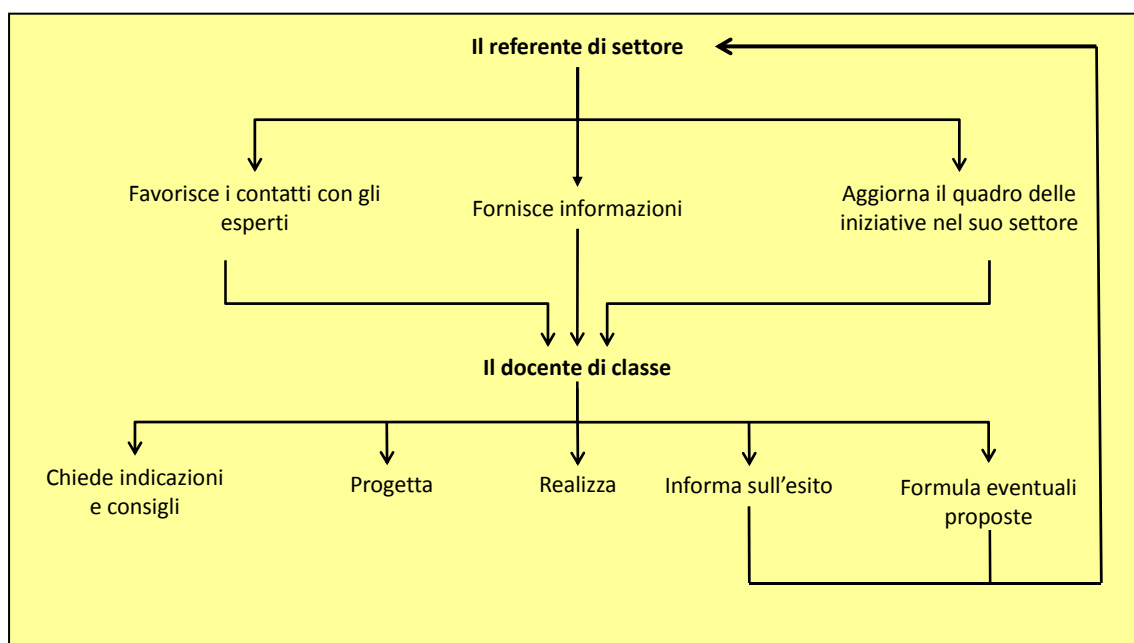 Il referente di settore
Favorisce i contatti con gli
esperti
Fornisce informazioni
Aggiorna il quadro delle
iniziative nel suo settore
Il docente di classe
Chiede indicazioni
e consigli
Progetta
Realizza
Informa sull’esito
Formula eventuali
proposte